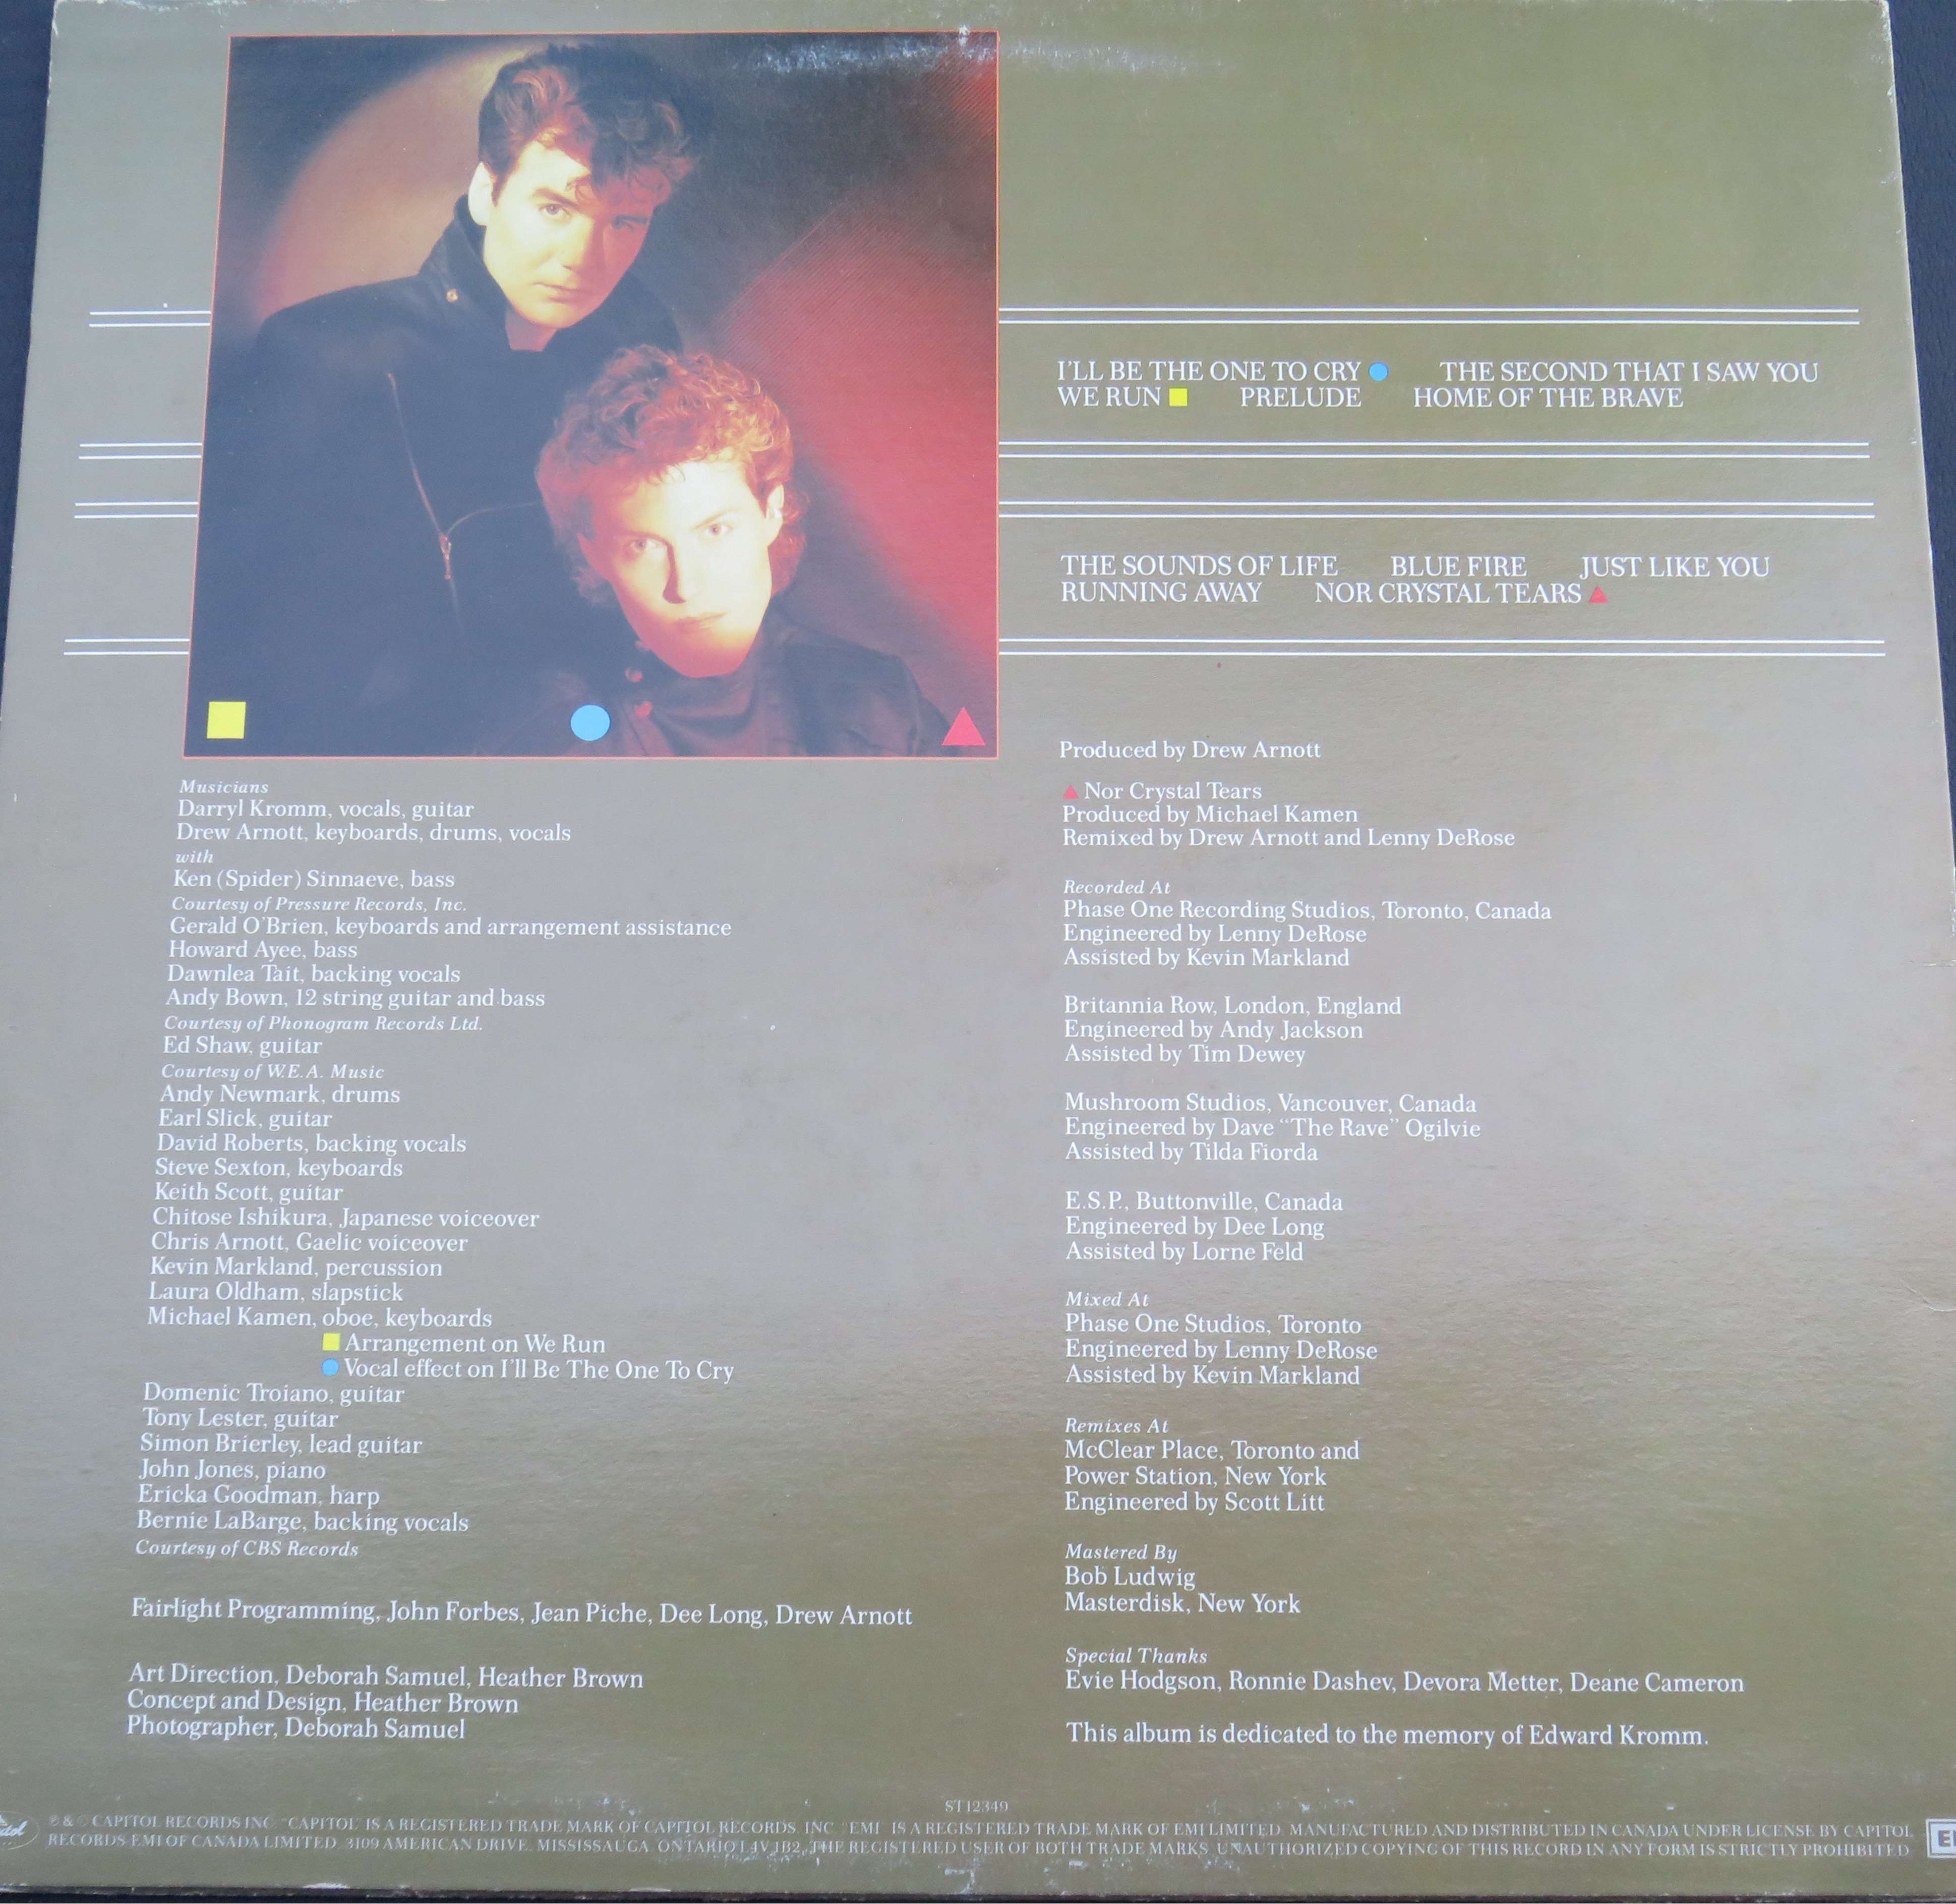 I'LL BE THE ONE TO CRY THE SECOND THAT I SAW YOU
WE RUN PRELUDE HOME OF THE BRAVE
THE SOUNDS OF LIFE BLUE FIRE JUST LIKE YOU
RUNNING AWAY NOR CRYSTAL TEARS
Musicians
Darryl Kromm, vocals, guitar
Drew Arnott, keyboards, drums, vocals
with
Ken (Spider) Sinnaeve, bass
Courtesy of Pressure Records, Inc.
Gerald O'Brien, keyboards and arrangement assistance
Howard Ayee, bass
Dawnlea Tait, backing vocals
Andy Bown, 12 string guitar and bass
Courtesy of Phonogram Records Ltd.
Ed Shaw, guitar
Courtesy of W.E.A. Music
Andy Newmark, drums
Earl Slick, guitar
David Roberts, backing vocals
Steve Sexton, keyboards
Keith Scott, guitar
Chitose Ishikura, Japanese voiceover
Chris Arnott, Gaelic voiceover
Kevin Markland, percussion
Laura Oldham, slapstick
Michael Kamen, oboe, keyboards
Arrangement on We Run
Vocal effect on I'll Be The One To Cry
Domenic Troiano, guitar
Tony Lester, guitar
Simon Brierley, lead guitar
John Jones, piano
Ericka Goodman, harp
Bernie LaBarge, backing vocals
Courtesy of CBS Records
Fairlight Programming, John Forbes, Jean Piche, Dee Long, Drew Arnott
Art Direction, Deborah Samuel, Heather Brown
Concept and Design, Heather Brown
Photographer, Deborah Samuel
Produced by Drew Arnott
Nor Crystal Tears
Produced by Michael Kamen
Remixed by Drew Arnott and Lenny DeRose
Recorded At
Phase One Recording Studios, Toronto, Canada
Engineered by Lenny DeRose
Assisted by Kevin Markland
Britannia Row, London, England
Engineered by Andy Jackson
Assisted by Tim Dewey
Mushroom Studios, Vancouver, Canada
Engineered by Dave "The Rave" Ogilvie
Assisted by Tilda Fiorda
E.S.P., Buttonville, Canada
Engineered by Dee Long
Assisted by Lorne Feld
Mixed At
Phase One Studios, Toronto
Engineered by Lenny DeRose
Assisted by Kevin Markland
Remixes At
McClear Place, Toronto and
Power Station, New York
Engineered by Scott Litt
Mastered By
Bob Ludwig
Masterdisk, New York
Special Thanks
Evie Hodgson, Ronnie Dashev, Devora Metter, Deane Cameron
This album is dedicated to the memory of Edward Kromm.
ST 12349
℗ & © CAPITOL RECORDS INC. "CAPITOL" IS A REGISTERED TRADE MARK OF CAPITOL RECORDS, INC. "EMI" IS A REGISTERED TRADE MARK OF EMI LIMITED. MANUFACTURED AND DISTRIBUTED IN CANADA UNDER LICENSE BY CAPITOL
RECORDS-EMI OF CANADA LIMITED, 3109 AMERICAN DRIVE, MISSISSAUGA, ONTARIO L4V 1B2, THE REGISTERED USER OF BOTH TRADE MARKS. UNAUTHORIZED COPYING OF THIS RECORD IN ANY FORM IS STRICTLY PROHIBITED